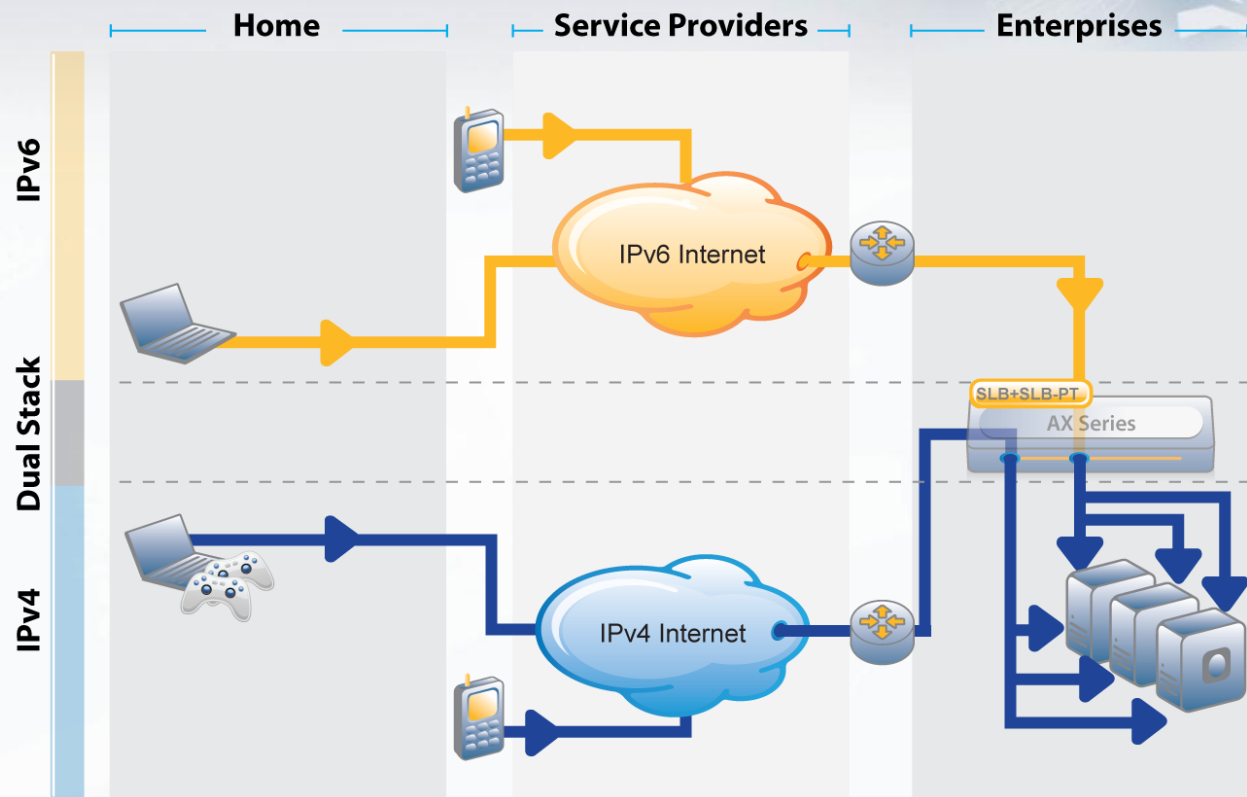 Home
Service Providers
Enterprises
IPv6
IPv6 Internet
Dual Stack
SLB+SLB-PT
AX Series
IPv4
IPv4 Internet